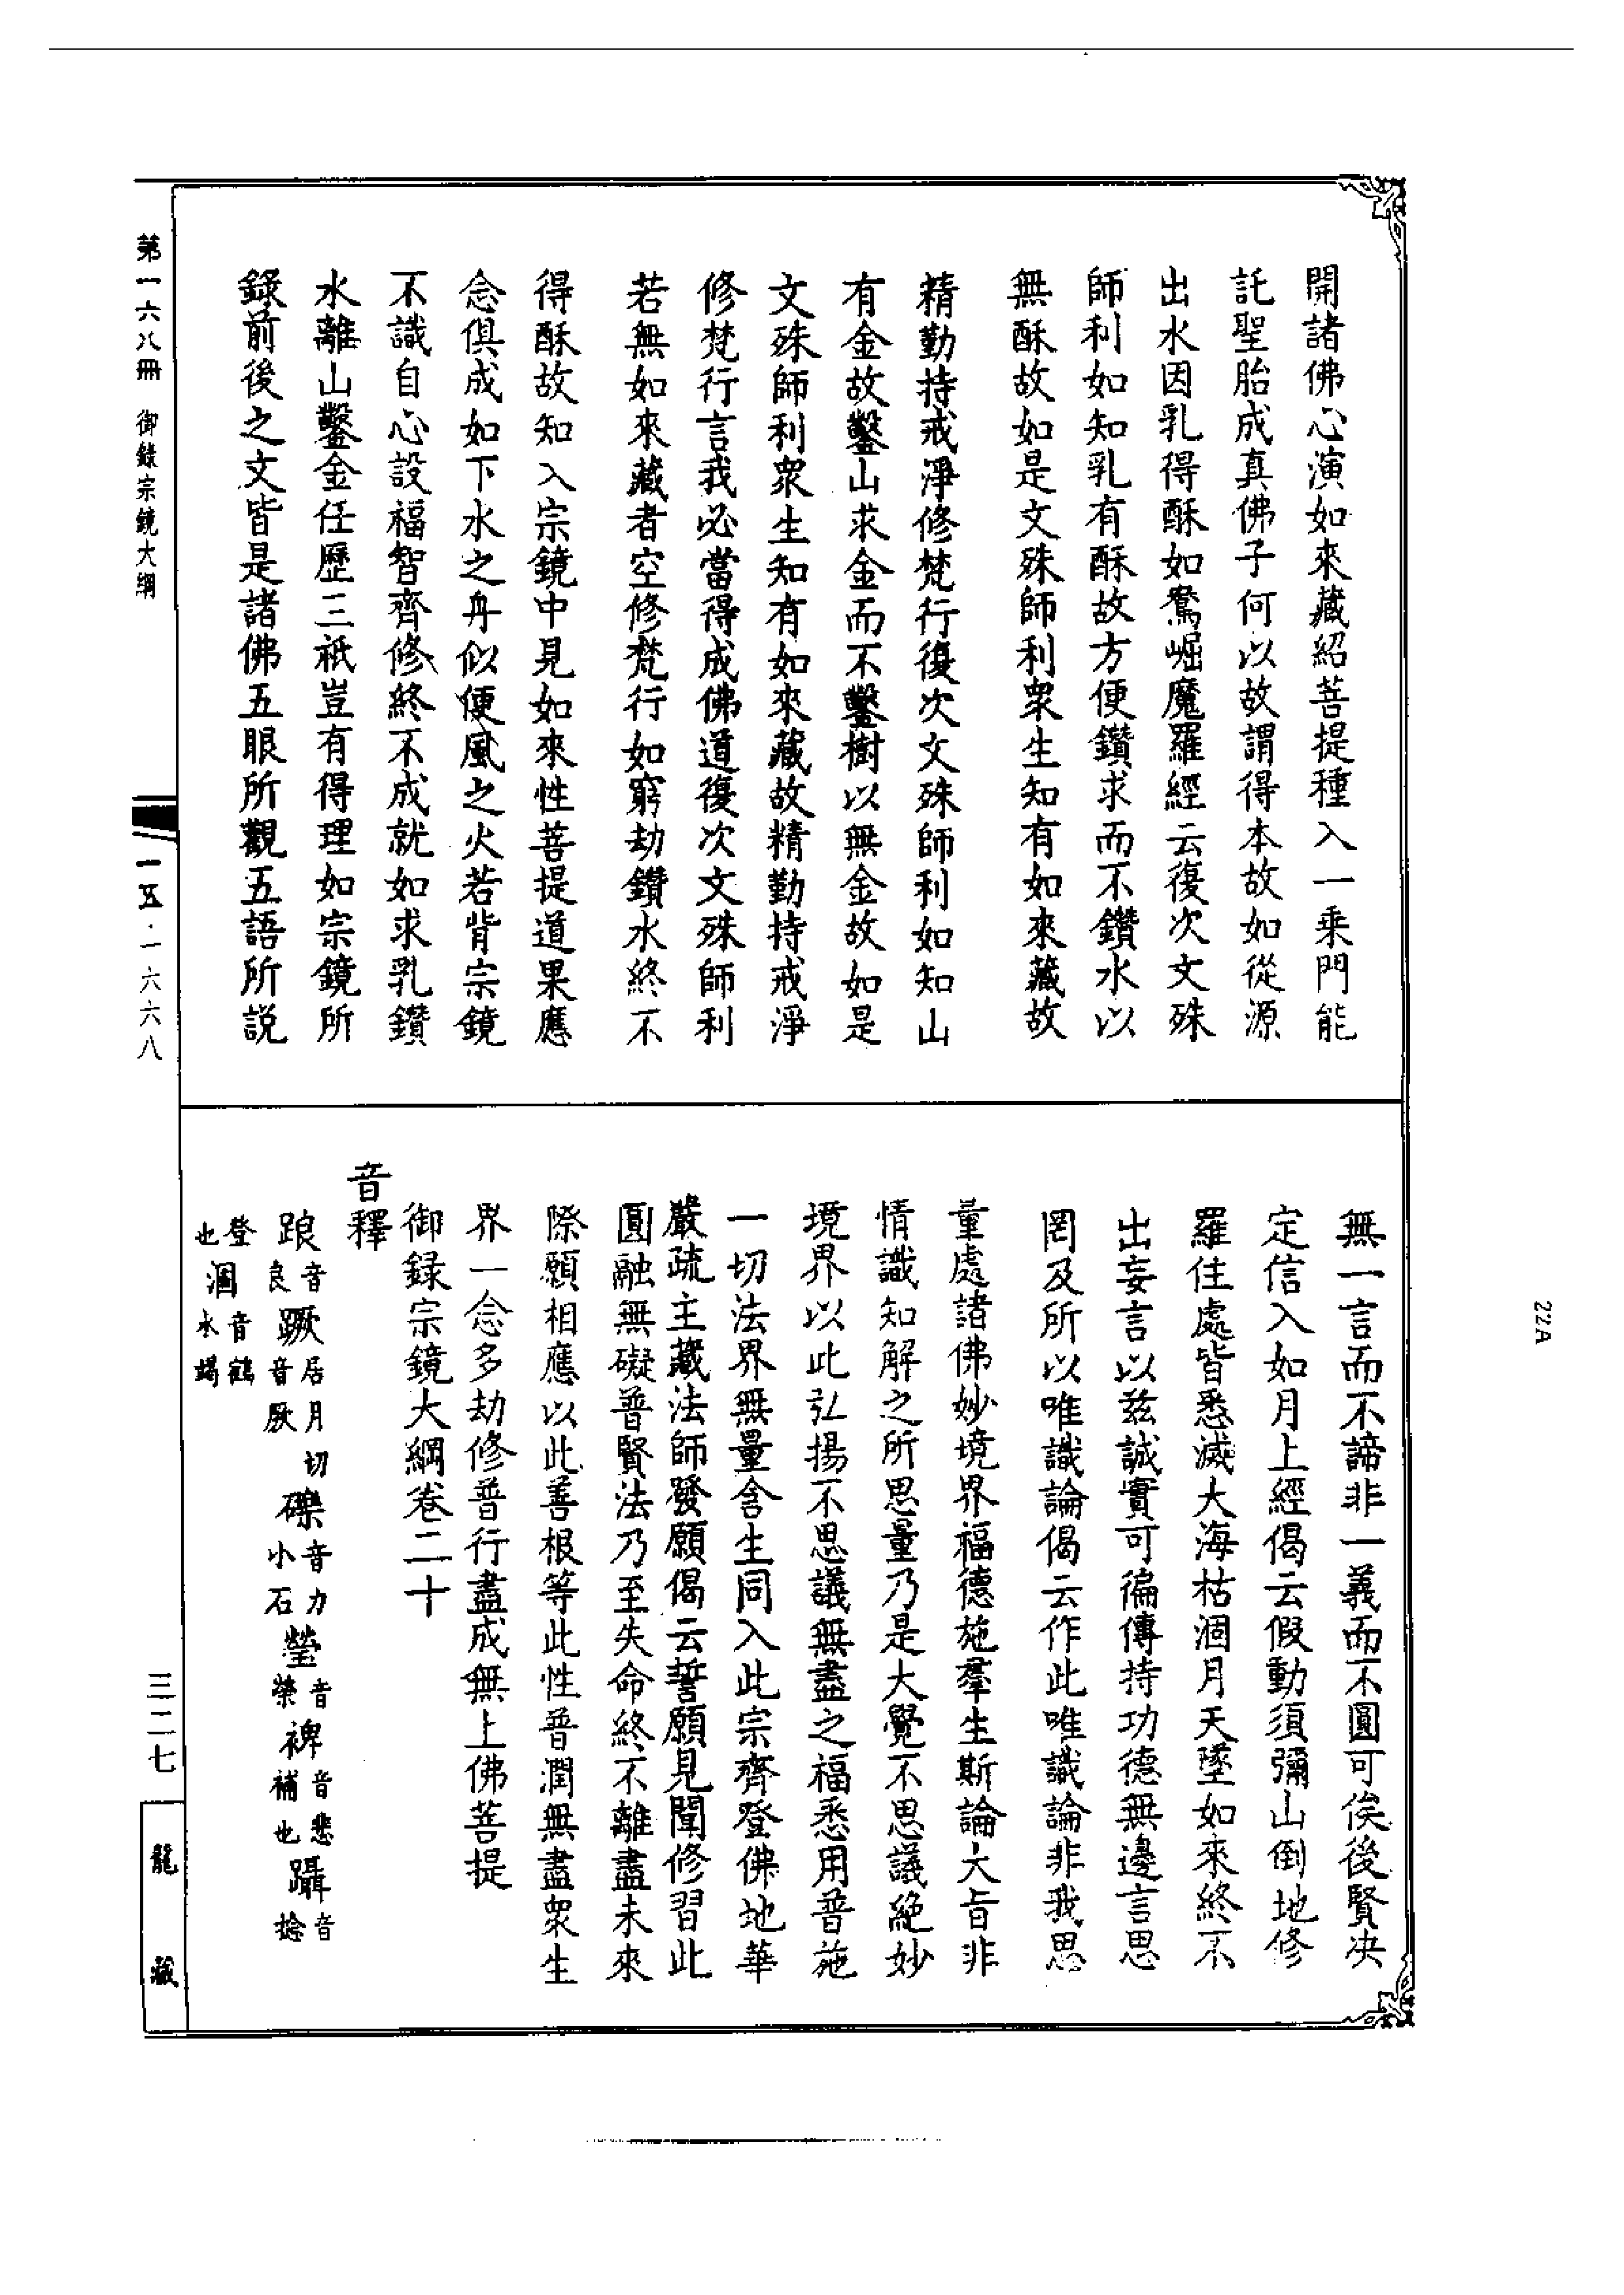 開諸佛心演如來藏紹菩提種入一乘門能
託聖胎成真佛子何以故謂得本故如從源
出水因乳得酥如鴦崛魔羅經云復次文殊
師利如知乳有酥故方便鑽求而不鑽水以
無酥故如是文殊師利衆生知有如來藏故
精勤持戒淨修梵行復次文殊師利如知山
有金故鑿山求金而不鑿樹以無金故如是
文殊師利衆生知有如來藏故精勤持戒淨
修梵行言我必當得成佛道復次文殊師利
若無如來藏者空修梵行如窮劫鑽水終不
得酥故知入宗鏡中見如來性菩提道果應
念俱成如下水之舟似便風之火若背宗鏡
不識自心設福智齊修終不成就如求乳鑽
水離山鑿金任歷三祇豈有得理如宗鏡所
錄前後之文皆是諸佛五眼所觀五語所説
第一六八冊 御錄宗鏡大綱
一五·一六六八
無一言而不諦非一義而不圓可俟後賢决
定信入如月上經偈云假動須彌山倒地修
羅住處皆悉滅大海枯涸月天墜如來終不
出妄言以兹誠實可徧傳持功德無邊言思
罔及所以唯識論偈云作此唯識論非我思
量處諸佛妙境界福德施羣生斯論大旨非
情識知解之所思量乃是大覺不思議絶妙
境界以此弘揚不思議無盡之福悉用普施
一切法界無量含生同入此宗齊登佛地華
嚴疏主藏法師發願偈云誓願見聞修習此
圓融無礙普賢法乃至失命終不離盡未來
際願相應以此善根等此性普潤無盡衆生
界一念多劫修普行盡成無上佛菩提
御録宗鏡大綱卷二十
音釋
踉音良蹶居月切音厥礫音力小石瑩音榮裨音悲補也躡音捻
登也涸音鶴水竭
三二七
龍藏
22A